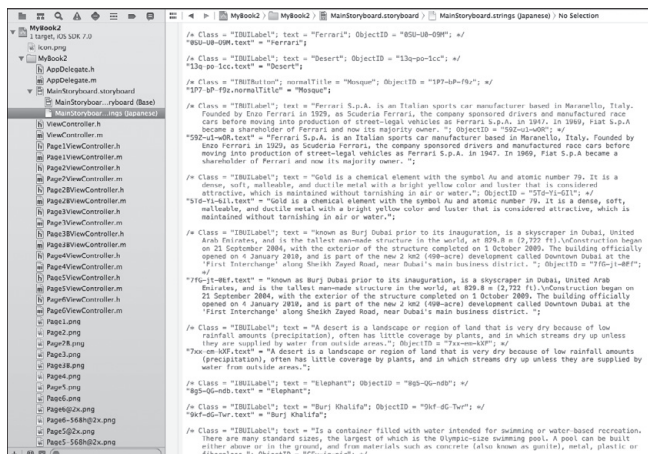 MyBook2 › MyBook2 › MainStoryboard.storyboard › MainStoryboard.strings (Japanese) › No Selection
MyBook2
1 target, iOS SDK 7.0
icon.png
MyBook2
AppDelegate.h
AppDelegate.m
MainStoryboard.storyboard
MainStoryboar...ryboard (Base)
MainStoryboar...ings (Japanese)
ViewController.h
ViewController.m
Page1ViewController.h
Page1ViewController.m
Page2ViewController.h
Page2ViewController.m
Page2BViewController.h
Page2BViewController.m
Page3ViewController.h
Page3ViewController.m
Page3BViewController.h
Page3BViewController.m
Page4ViewController.h
Page4ViewController.m
Page5ViewController.h
Page5ViewController.m
Page6ViewController.h
Page6ViewController.m
Page1.png
Page2.png
Page2B.png
Page3.png
Page3B.png
Page4.png
Page5.png
Page6.png
Page6@2x.png
Page6-568h@2x.png
Page5@2x.png
Page5-568h@2x.png
/* Class = "IBUILabel"; text = "Ferrari"; ObjectID = "0SU-U0-O9M"; */
"0SU-U0-O9M.text" = "Ferrari";
/* Class = "IBUILabel"; text = "Desert"; ObjectID = "13q-po-1cc"; */
"13q-po-1cc.text" = "Desert";
/* Class = "IBUIButton"; normalTitle = "Mosque"; ObjectID = "1P7-bP-f9z"; */
"1P7-bP-f9z.normalTitle" = "Mosque";
/* Class = "IBUILabel"; text = "Ferrari S.p.A. is an Italian sports car manufacturer based in Maranello, Italy.
Founded by Enzo Ferrari in 1929, as Scuderia Ferrari, the company sponsored drivers and manufactured race
cars before moving into production of street-legal vehicles as Ferrari S.p.A. in 1947. In 1969, Fiat S.p.A
became a shareholder of Ferrari and now its majority owner. "; ObjectID = "59Z-u1-wOR"; */
"59Z-u1-wOR.text" = "Ferrari S.p.A. is an Italian sports car manufacturer based in Maranello, Italy. Founded by
Enzo Ferrari in 1929, as Scuderia Ferrari, the company sponsored drivers and manufactured race cars before
moving into production of street-legal vehicles as Ferrari S.p.A. in 1947. In 1969, Fiat S.p.A became a
shareholder of Ferrari and now its majority owner. ";
/* Class = "IBUILabel"; text = "Gold is a chemical element with the symbol Au and atomic number 79. It is a
dense, soft, malleable, and ductile metal with a bright yellow color and luster that is considered
attractive, which is maintained without tarnishing in air or water."; ObjectID = "5Td-Yi-GIl"; */
"5Td-Yi-GIl.text" = "Gold is a chemical element with the symbol Au and atomic number 79. It is a dense, soft,
malleable, and ductile metal with a bright yellow color and luster that is considered attractive, which is
maintained without tarnishing in air or water.";
/* Class = "IBUILabel"; text = "known as Burj Dubai prior to its inauguration, is a skyscraper in Dubai, United
Arab Emirates, and is the tallest man-made structure in the world, at 829.8 m (2,722 ft).\nConstruction began
on 21 September 2004, with the exterior of the structure completed on 1 October 2009. The building officially
opened on 4 January 2010, and is part of the new 2 km2 (490-acre) development called Downtown Dubai at the
'First Interchange' along Sheikh Zayed Road, near Dubai's main business district. "; ObjectID = "7fG-jt-0Ef";
*/
"7fG-jt-0Ef.text" = "known as Burj Dubai prior to its inauguration, is a skyscraper in Dubai, United Arab
Emirates, and is the tallest man-made structure in the world, at 829.8 m (2,722 ft).\nConstruction began on
21 September 2004, with the exterior of the structure completed on 1 October 2009. The building officially
opened on 4 January 2010, and is part of the new 2 km2 (490-acre) development called Downtown Dubai at the
'First Interchange' along Sheikh Zayed Road, near Dubai's main business district. ";
/* Class = "IBUILabel"; text = "A desert is a landscape or region of land that is very dry because of low
rainfall amounts (precipitation), often has little coverage by plants, and in which streams dry up unless
they are supplied by water from outside areas."; ObjectID = "7xx-em-kXF"; */
"7xx-em-kXF.text" = "A desert is a landscape or region of land that is very dry because of low rainfall amounts
(precipitation), often has little coverage by plants, and in which streams dry up unless they are supplied by
water from outside areas.";
/* Class = "IBUILabel"; text = "Elephant"; ObjectID = "8g5-QG-ndb"; */
"8g5-QG-ndb.text" = "Elephant";
/* Class = "IBUILabel"; text = "Burj Khalifa"; ObjectID = "9kf-dG-Twr"; */
"9kf-dG-Twr.text" = "Burj Khalifa";
/* Class = "IBUILabel"; text = "Is a container filled with water intended for swimming or water-based recreation.
There are many standard sizes, the largest of which is the Olympic-size swimming pool. A pool can be built
either above or in the ground, and from materials such as concrete (also known as gunite), metal, plastic or